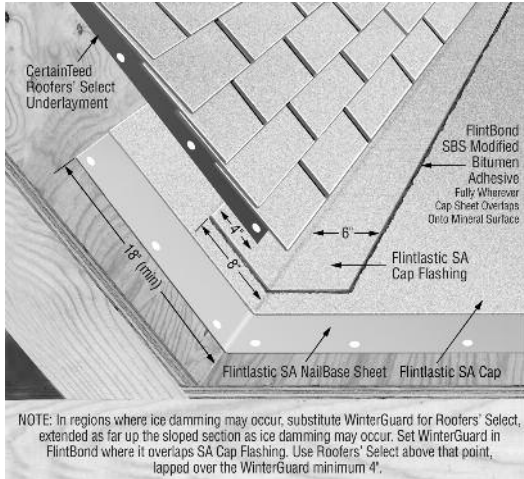 CertainTeed
Roofers' Select
Underlayment
FlintBond
SBS Modified
Bitumen
Adhesive
Fully Wherever
Cap Sheet Overlaps
Onto Mineral Surface
4"
6"
8"
18" (min)
Flintlastic SA
Cap Flashing
Flintlastic SA NailBase Sheet
Flintlastic SA Cap
NOTE: In regions where ice damming may occur, substitute WinterGuard for Roofers' Select,
extended as far up the sloped section as ice damming may occur. Set WinterGuard in
FlintBond where it overlaps SA Cap Flashing. Use Roofers' Select above that point,
lapped over the WinterGuard minimum 4".